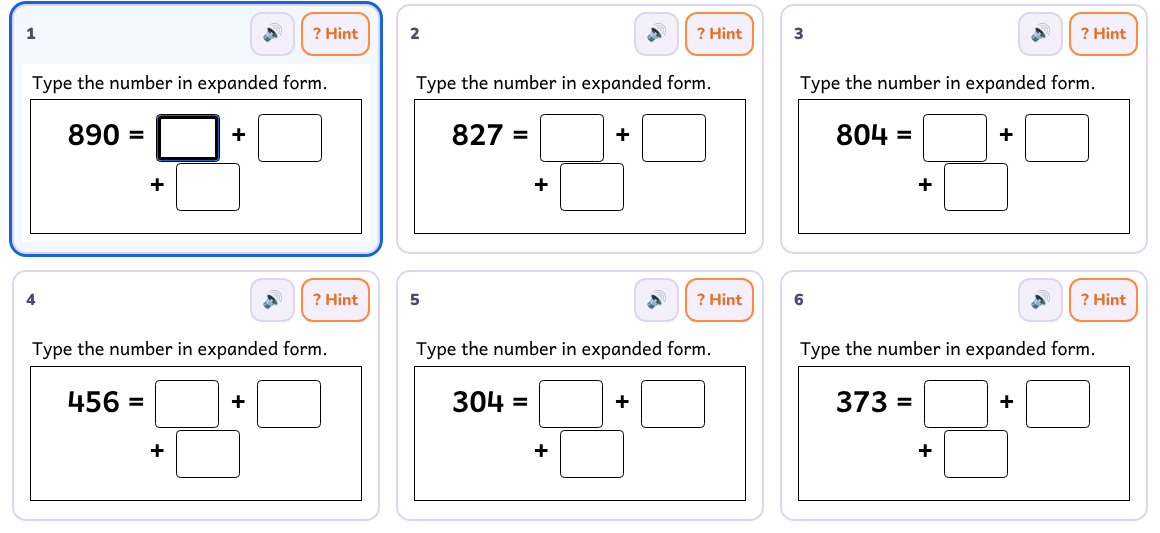 1 ? Hint
Type the number in expanded form.
890 = +
+
2 ? Hint
Type the number in expanded form.
827 = +
+
3 ? Hint
Type the number in expanded form.
804 = +
+
4 ? Hint
Type the number in expanded form.
456 = +
+
5 ? Hint
Type the number in expanded form.
304 = +
+
6 ? Hint
Type the number in expanded form.
373 = +
+